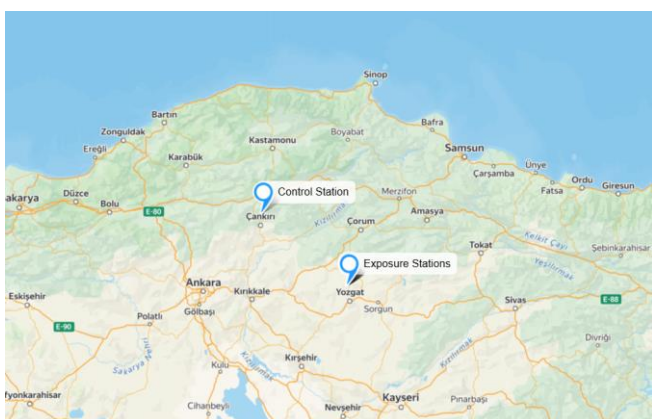 Sinop
Bartın
Bafra
Zonguldak
Boyabat
Ereğli
Kastamonu
Samsun
Karabük
Ünye
Ordu
Giresun
Çarşamba
Fatsa
Control Station
Merzifon
akarya
Düzce
Bolu
E-80
Kızılırmak
Amasya
Çankırı
Çorum
Tokat
Kelkit Çayı
Şebinkarahisar
Exposure Stations
Yeşilırmak
Ankara
Kırıkkale
Yozgat
Eskişehir
Gölbaşı
Sorgun
Sivas
E-88
Polatlı
E-90
Divriği
Kırşehir
Kulu
Kızılırmak
Kızılırmak
Savarya N
fyonkarahisar
Cihanbeyli
Nevşehir
Kayseri
Pınarbaşı